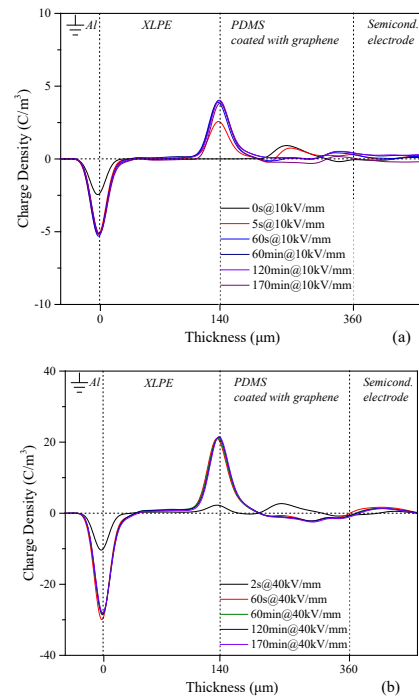 Al XLPE PDMS Semicond.
coated with graphene electrode
10
5
0
-5
-10
Charge Density (C/m³)
0s@10kV/mm
5s@10kV/mm
60s@10kV/mm
60min@10kV/mm
120min@10kV/mm
170min@10kV/mm
0 140 360
Thickness (μm) (a)
Al XLPE PDMS Semicond.
coated with graphene electrode
40
20
0
-20
-40
Charge Density (C/m³)
2s@40kV/mm
60s@40kV/mm
60min@40kV/mm
120min@40kV/mm
170min@40kV/mm
0 140 360
Thickness (μm) (b)